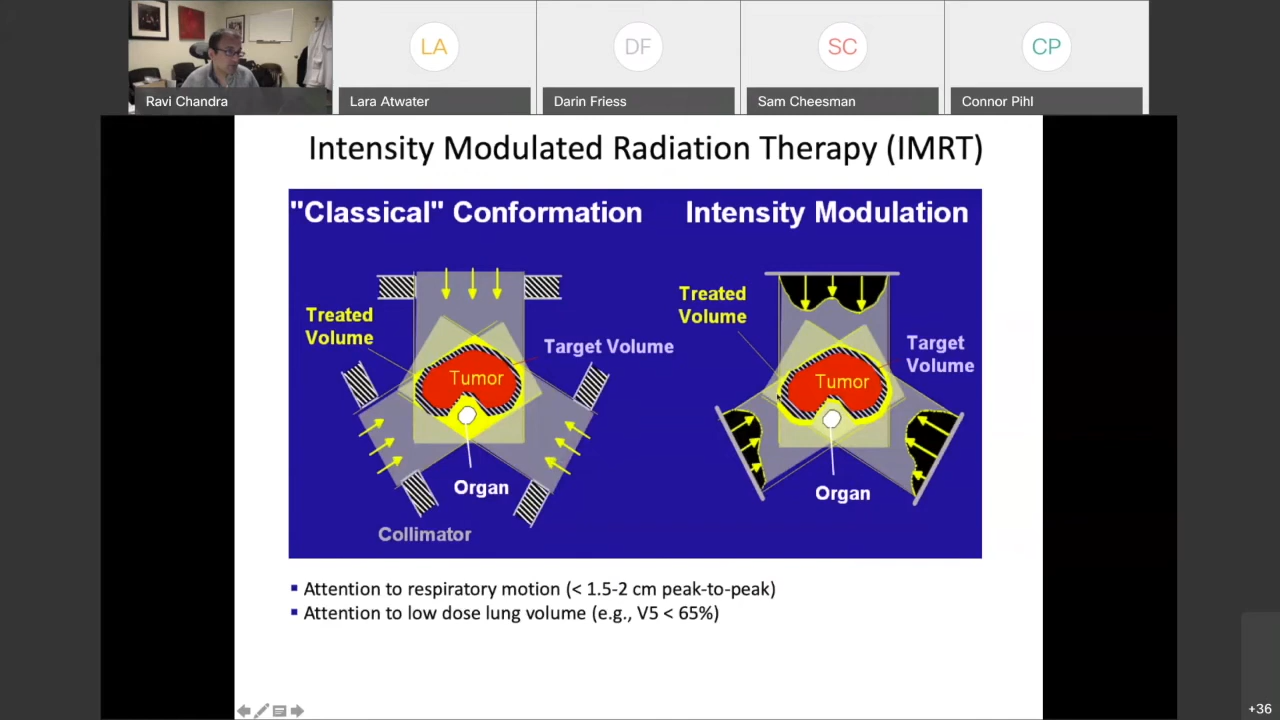 LA
DF
SC
CP
Ravi Chandra
Lara Atwater
Darin Friess
Sam Cheesman
Connor Pihl
Intensity Modulated Radiation Therapy (IMRT)
"Classical" Conformation
Intensity Modulation
Treated
Volume
Target Volume
Tumor
Organ
Collimator
Treated
Volume
Target
Volume
Tumor
Organ
▪ Attention to respiratory motion (< 1.5-2 cm peak-to-peak)
▪ Attention to low dose lung volume (e.g., V5 < 65%)
+36